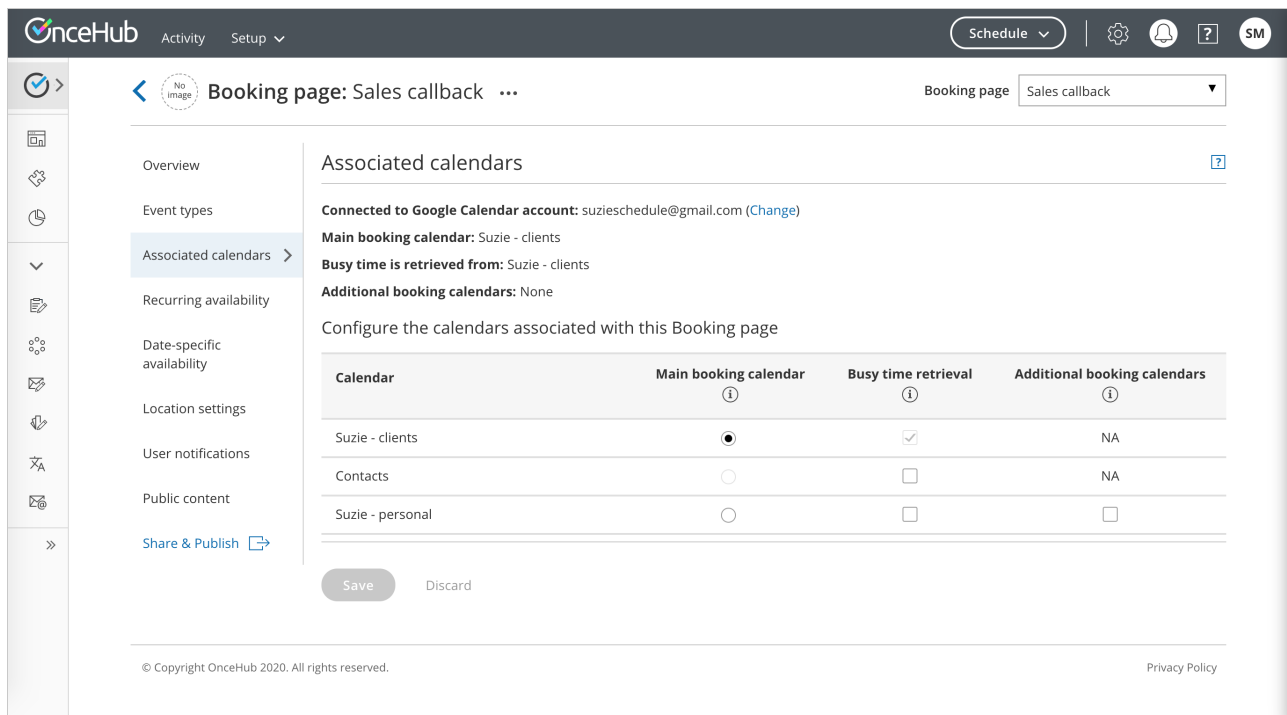 OnceHub Activity Setup Schedule ? SM
No
image
Booking page: Sales callback ...
Booking page Sales callback
Overview
Event types
Associated calendars
Recurring availability
Date-specific
availability
Location settings
User notifications
Public content
Share & Publish
Associated calendars ?
Connected to Google Calendar account: suzieschedule@gmail.com (Change)
Main booking calendar: Suzie - clients
Busy time is retrieved from: Suzie - clients
Additional booking calendars: None
Configure the calendars associated with this Booking page
Calendar Main booking calendar Busy time retrieval Additional booking calendars
i i i
Suzie - clients NA
Contacts NA
Suzie - personal
Save Discard
© Copyright OnceHub 2020. All rights reserved. Privacy Policy